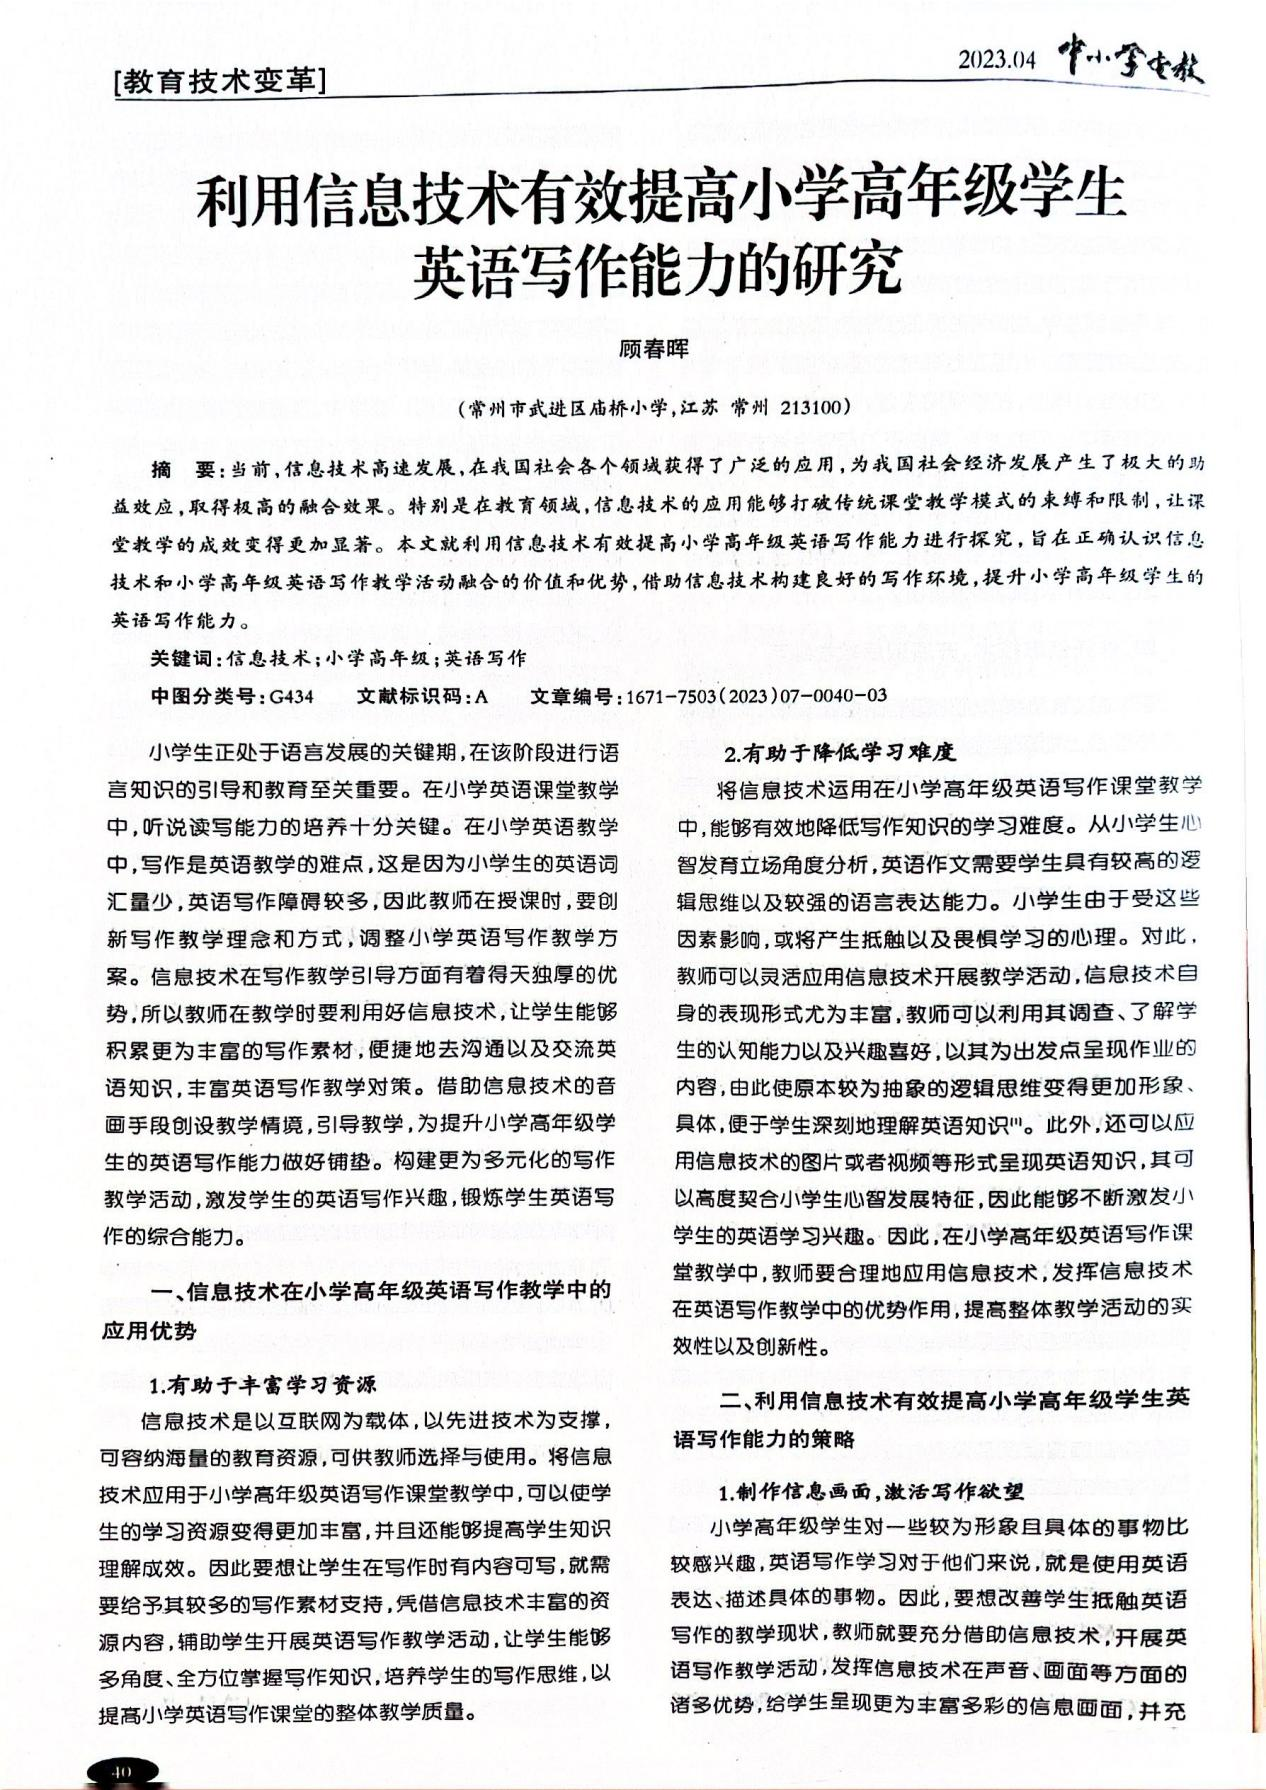 [教育技术变革]
2023.04 中小学电教
利用信息技术有效提高小学高年级学生
英语写作能力的研究
顾春晖
(常州市武进区庙桥小学,江苏 常州 213100)
摘 要:当前,信息技术高速发展,在我国社会各个领域获得了广泛的应用,为我国社会经济发展产生了极大的助
益效应,取得极高的融合效果。特别是在教育领域,信息技术的应用能够打破传统课堂教学模式的束缚和限制,让课
堂教学的成效变得更加显著。本文就利用信息技术有效提高小学高年级英语写作能力进行探究,旨在正确认识信息
技术和小学高年级英语写作教学活动融合的价值和优势,借助信息技术构建良好的写作环境,提升小学高年级学生的
英语写作能力。
关键词:信息技术;小学高年级;英语写作
中图分类号:G434 文献标识码:A 文章编号:1671-7503(2023)07-0040-03
小学生正处于语言发展的关键期,在该阶段进行语
言知识的引导和教育至关重要。在小学英语课堂教学
中,听说读写能力的培养十分关键。在小学英语教学
中,写作是英语教学的难点,这是因为小学生的英语词
汇量少,英语写作障碍较多,因此教师在授课时,要创
新写作教学理念和方式,调整小学英语写作教学方
案。信息技术在写作教学引导方面有着得天独厚的优
势,所以教师在教学时要利用好信息技术,让学生能够
积累更为丰富的写作素材,便捷地去沟通以及交流英
语知识,丰富英语写作教学对策。借助信息技术的音
画手段创设教学情境,引导教学,为提升小学高年级学
生的英语写作能力做好铺垫。构建更为多元化的写作
教学活动,激发学生的英语写作兴趣,锻炼学生英语写
作的综合能力。
一、信息技术在小学高年级英语写作教学中的
应用优势
1.有助于丰富学习资源
信息技术是以互联网为载体,以先进技术为支撑,
可容纳海量的教育资源,可供教师选择与使用。将信息
技术应用于小学高年级英语写作课堂教学中,可以使学
生的学习资源变得更加丰富,并且还能够提高学生知识
理解成效。因此要想让学生在写作时有内容可写,就需
要给予其较多的写作素材支持,凭借信息技术丰富的资
源内容,辅助学生开展英语写作教学活动,让学生能够
多角度、全方位掌握写作知识,培养学生的写作思维,以
提高小学英语写作课堂的整体教学质量。
2.有助于降低学习难度
将信息技术运用在小学高年级英语写作课堂教学
中,能够有效地降低写作知识的学习难度。从小学生心
智发育立场角度分析,英语作文需要学生具有较高的逻
辑思维以及较强的语言表达能力。小学生由于受这些
因素影响,或将产生抵触以及畏惧学习的心理。对此,
教师可以灵活应用信息技术开展教学活动,信息技术自
身的表现形式尤为丰富,教师可以利用其调查、了解学
生的认知能力以及兴趣喜好,以其为出发点呈现作业的
内容,由此使原本较为抽象的逻辑思维变得更加形象、
具体,便于学生深刻地理解英语知识[1]。此外,还可以应
用信息技术的图片或者视频等形式呈现英语知识,其可
以高度契合小学生心智发展特征,因此能够不断激发小
学生的英语学习兴趣。因此,在小学高年级英语写作课
堂教学中,教师要合理地应用信息技术,发挥信息技术
在英语写作教学中的优势作用,提高整体教学活动的实
效性以及创新性。
二、利用信息技术有效提高小学高年级学生英
语写作能力的策略
1.制作信息画面,激活写作欲望
小学高年级学生对一些较为形象且具体的事物比
较感兴趣,英语写作学习对于他们来说,就是使用英语
表达、描述具体的事物。因此,要想改善学生抵触英语
写作的教学现状,教师就要充分借助信息技术,开展英
语写作教学活动,发挥信息技术在声音、画面等方面的
诸多优势,给学生呈现更为丰富多彩的信息画面,并充
40